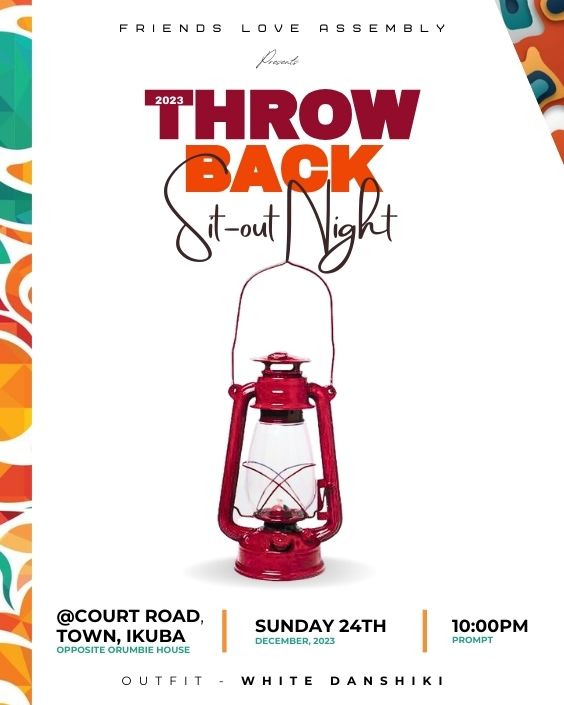 FRIENDS LOVE ASSEMBLY
Presents
2023
THROW
BACK
Sit-out Night
@COURT ROAD,
TOWN, IKUBA
OPPOSITE ORUMBIE HOUSE
SUNDAY 24TH
DECEMBER, 2023
10:00PM
PROMPT
OUTFIT - WHITE DANSHIKI